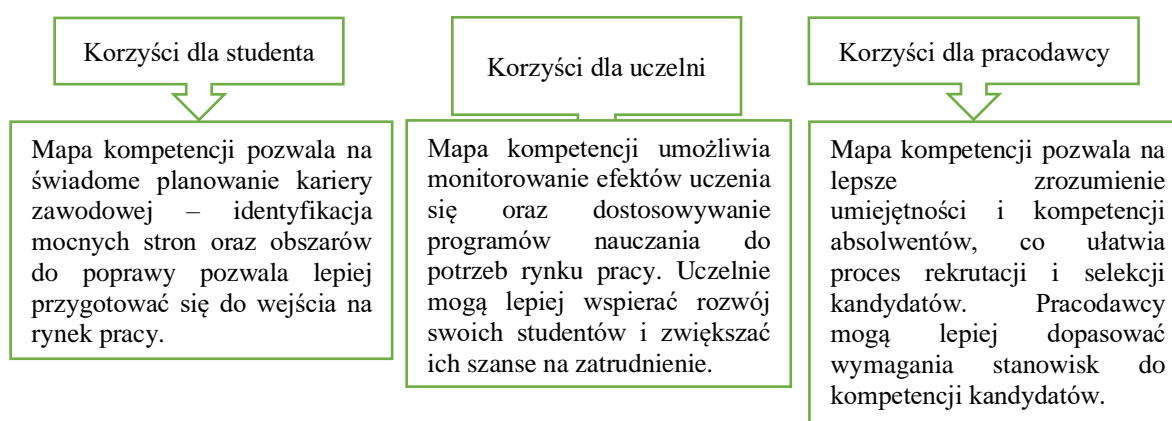 Korzyści dla studenta
Mapa kompetencji pozwala na
świadome planowanie kariery
zawodowej – identyfikacja
mocnych stron oraz obszarów
do poprawy pozwala lepiej
przygotować się do wejścia na
rynek pracy.
Korzyści dla uczelni
Mapa kompetencji umożliwia
monitorowanie efektów uczenia
się oraz dostosowywanie
programów nauczania do
potrzeb rynku pracy. Uczelnie
mogą lepiej wspierać rozwój
swoich studentów i zwiększać
ich szanse na zatrudnienie.
Korzyści dla pracodawcy
Mapa kompetencji pozwala na
lepsze zrozumienie
umiejętności i kompetencji
absolwentów, co ułatwia
proces rekrutacji i selekcji
kandydatów. Pracodawcy
mogą lepiej dopasować
wymagania stanowisk do
kompetencji kandydatów.